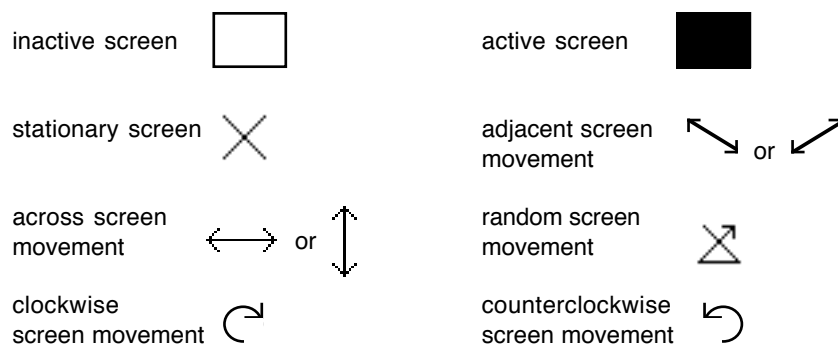 inactive screen
active screen
stationary screen
adjacent screen
movement
or
across screen
movement
or
random screen
movement
clockwise
screen movement
counterclockwise
screen movement